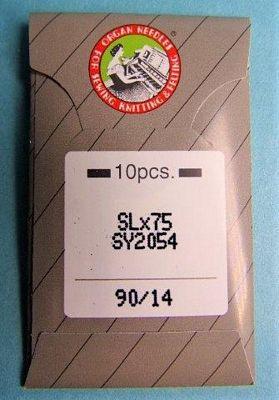 ORGAN NEEDLES
FOR SEWING, KNITTING & FELTING
®
10pcs.
SLx75
SY2054
90/14